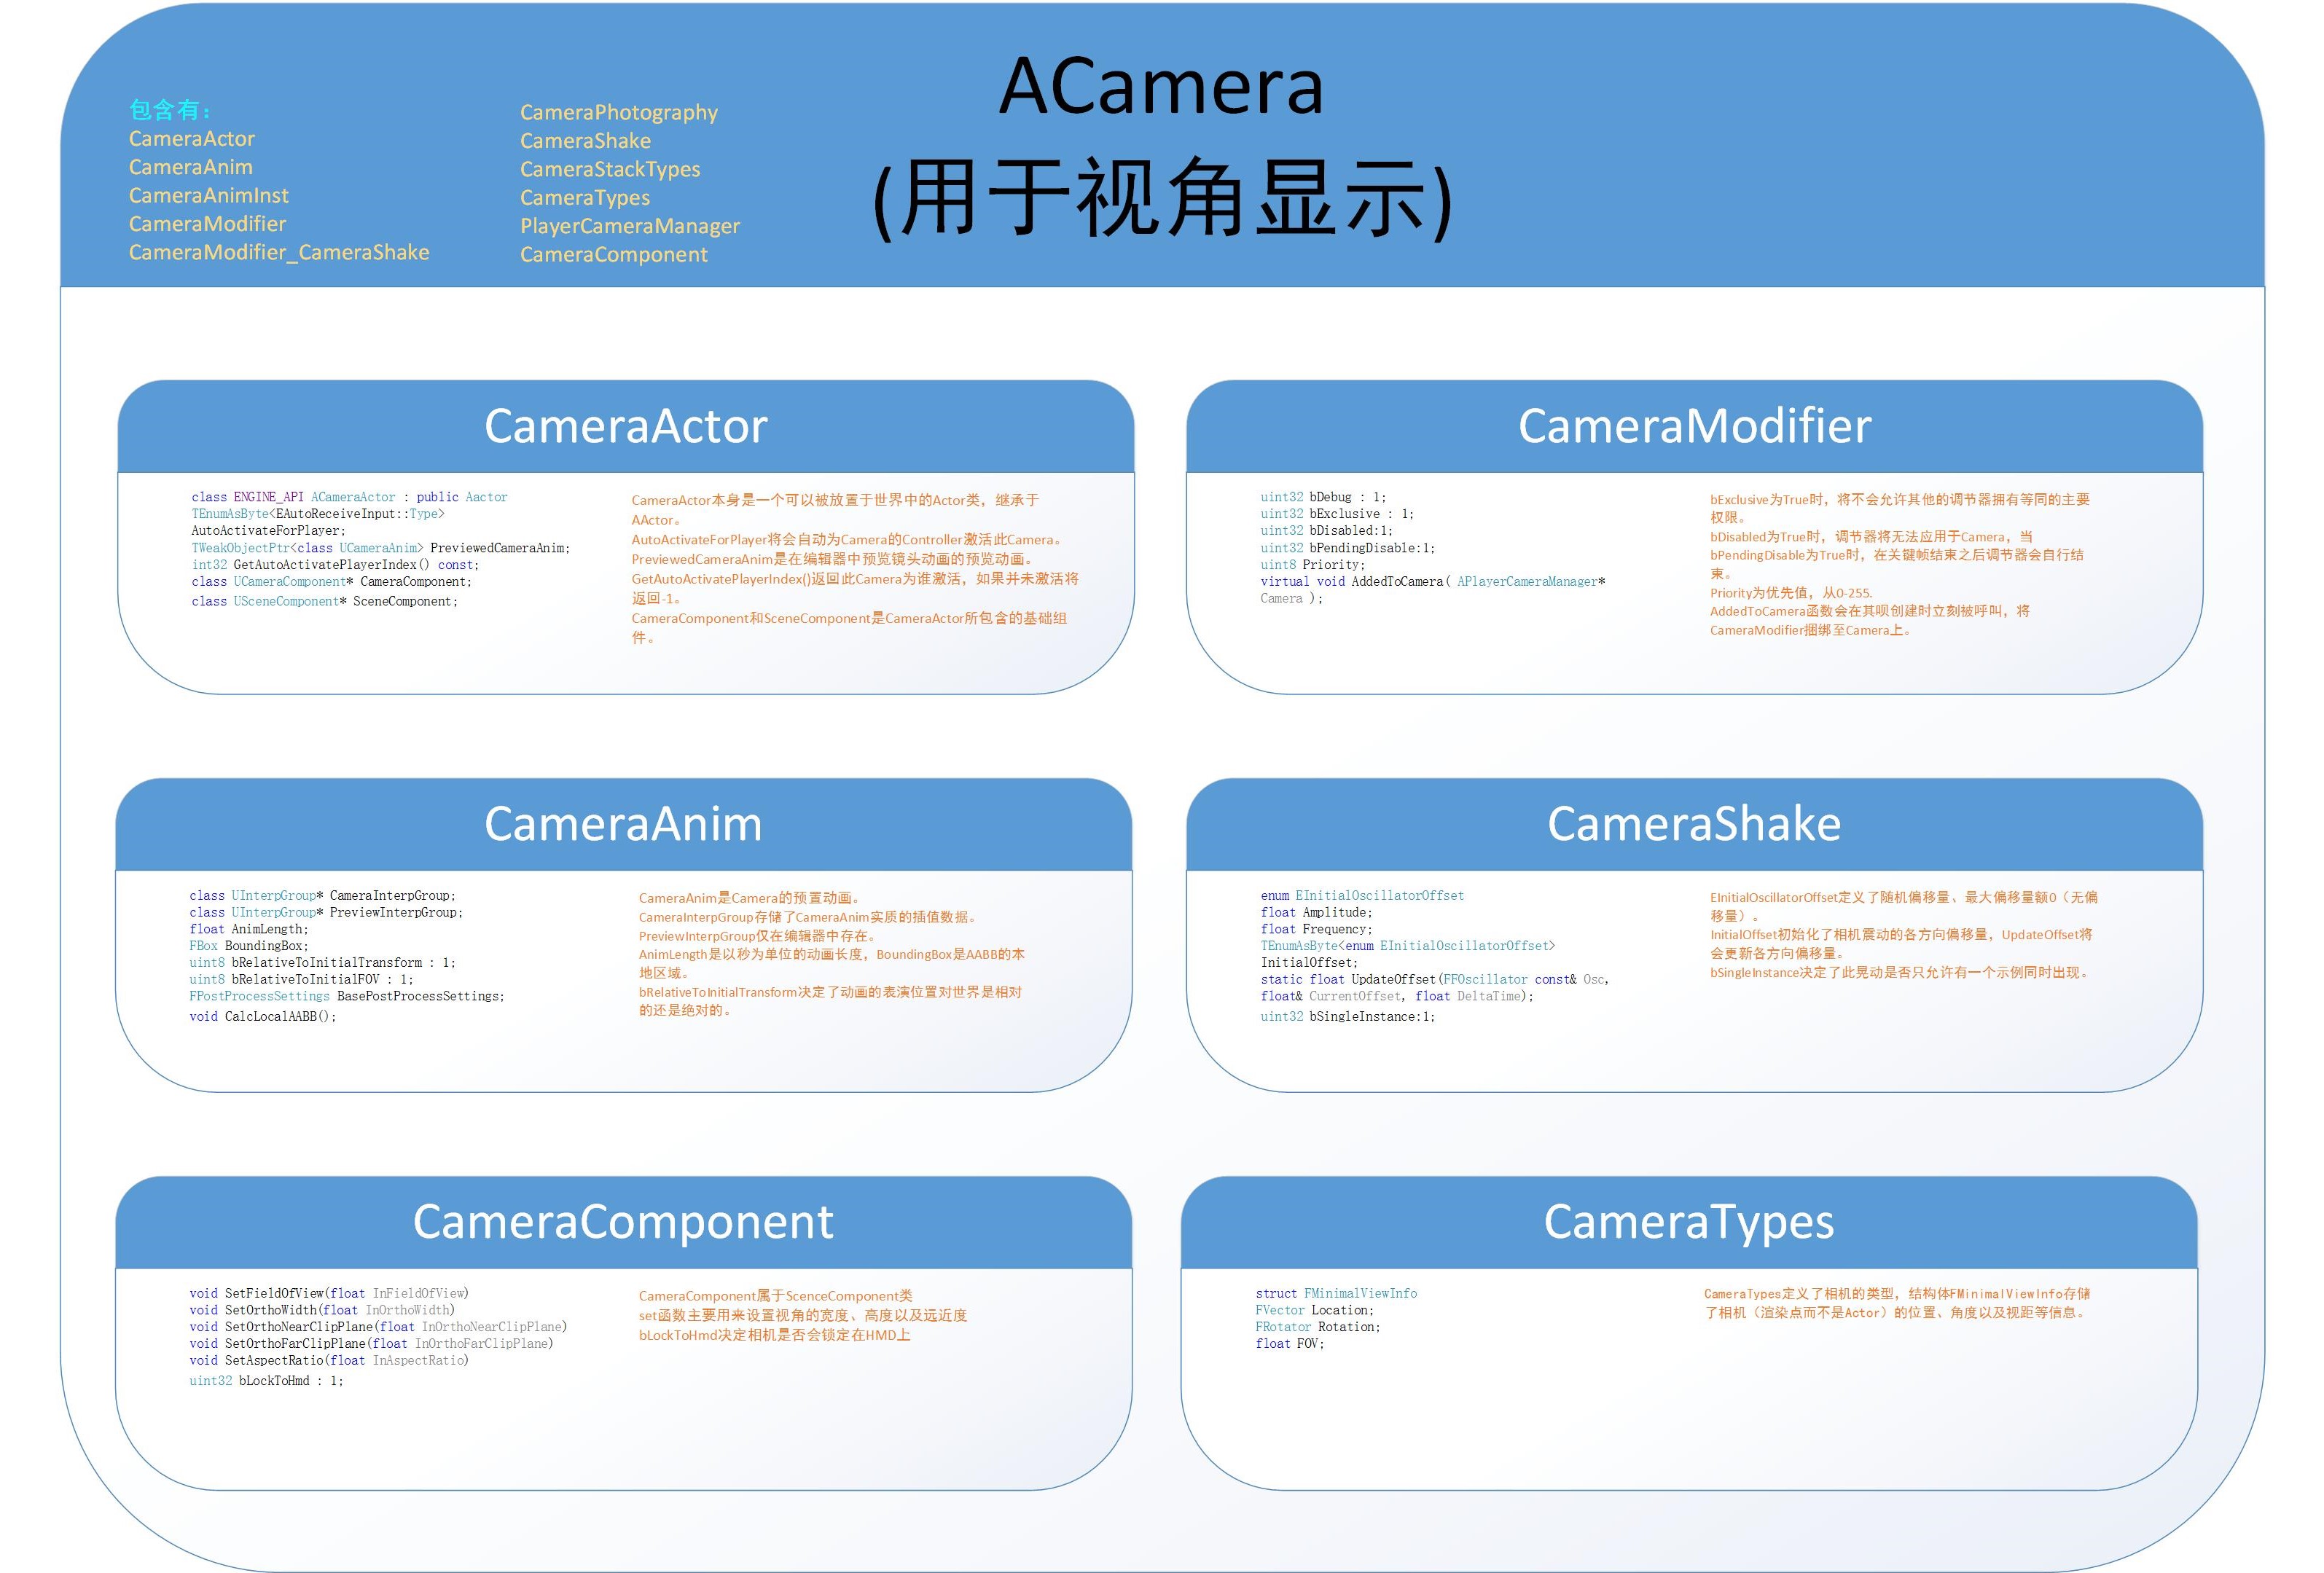 ACamera
(用于视角显示)
包含有：
CameraActor
CameraAnim
CameraAnimInst
CameraModifier
CameraModifier_CameraShake
CameraPhotography
CameraShake
CameraStackTypes
CameraTypes
PlayerCameraManager
CameraComponent
CameraActor
class ENGINE_API ACameraActor : public Aactor
TEnumAsByte<EAutoReceiveInput::Type>
AutoActivateForPlayer;
TWeakObjectPtr<class UCameraAnim> PreviewedCameraAnim;
int32 GetAutoActivatePlayerIndex() const;
class UCameraComponent* CameraComponent;
class USceneComponent* SceneComponent;
CameraActor本身是一个可以被放置于世界中的Actor类，继承于
AActor。
AutoActivateForPlayer将会自动为Camera的Controller激活此Camera。
PreviewedCameraAnim是在编辑器中预览镜头动画的预览动画。
GetAutoActivatePlayerIndex()返回此Camera为谁激活，如果并未激活将
返回-1。
CameraComponent和SceneComponent是CameraActor所包含的基础组
件。
CameraModifier
uint32 bDebug : 1;
uint32 bExclusive : 1;
uint32 bDisabled:1;
uint32 bPendingDisable:1;
uint8 Priority;
virtual void AddedToCamera( APlayerCameraManager*
Camera );
bExclusive为True时，将不会允许其他的调节器拥有等同的主要
权限。
bDisabled为True时，调节器将无法应用于Camera，当
bPendingDisable为True时，在关键帧结束之后调节器会自行结
束。
Priority为优先值，从0-255.
AddedToCamera函数会在其呗创建时立刻被呼叫，将
CameraModifier捆绑至Camera上。
CameraAnim
class UInterpGroup* CameraInterpGroup;
class UInterpGroup* PreviewInterpGroup;
float AnimLength;
FBox BoundingBox;
uint8 bRelativeToInitialTransform : 1;
uint8 bRelativeToInitialFOV : 1;
FPostProcessSettings BasePostProcessSettings;
void CalcLocalAABB();
CameraAnim是Camera的预置动画。
CameraInterpGroup存储了CameraAnim实质的插值数据。
PreviewInterpGroup仅在编辑器中存在。
AnimLength是以秒为单位的动画长度，BoundingBox是AABB的本
地区域。
bRelativeToInitialTransform决定了动画的表演位置对世界是相对
的还是绝对的。
CameraShake
enum EInitialOscillatorOffset
float Amplitude;
float Frequency;
TEnumAsByte<enum EInitialOscillatorOffset>
InitialOffset;
static float UpdateOffset(FFOscillator const& Osc,
float& CurrentOffset, float DeltaTime);
uint32 bSingleInstance:1;
EInitialOscillatorOffset定义了随机偏移量、最大偏移量额0（无偏
移量）。
InitialOffset初始化了相机震动的各方向偏移量，UpdateOffset将
会更新各方向偏移量。
bSingleInstance决定了此晃动是否只允许有一个示例同时出现。
CameraComponent
void SetFieldOfView(float InFieldOfView)
void SetOrthoWidth(float InOrthoWidth)
void SetOrthoNearClipPlane(float InOrthoNearClipPlane)
void SetOrthoFarClipPlane(float InOrthoFarClipPlane)
void SetAspectRatio(float InAspectRatio)
uint32 bLockToHmd : 1;
CameraComponent属于ScenceComponent类
set函数主要用来设置视角的宽度、高度以及远近度
bLockToHmd决定相机是否会锁定在HMD上
CameraTypes
struct FMinimalViewInfo
FVector Location;
FRotator Rotation;
float FOV;
CameraTypes定义了相机的类型，结构体FMinimalViewInfo存储
了相机（渲染点而不是Actor）的位置、角度以及视距等信息。